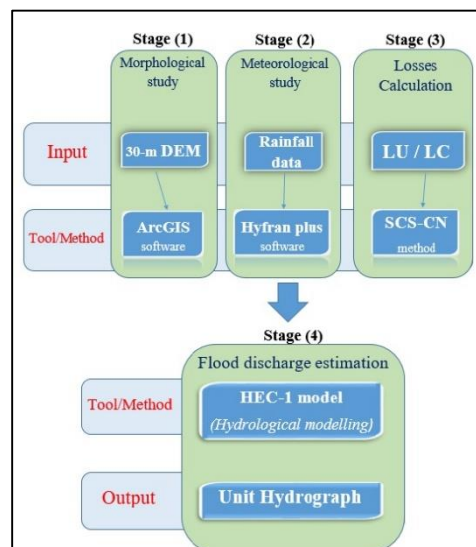 Stage (1)
Morphological
study
Stage (2)
Meteorological
study
Stage (3)
Losses
Calculation
Input
30-m DEM
Rainfall
data
LU / LC
Tool/Method
ArcGIS
software
Hyfran plus
software
SCS-CN
method
Stage (4)
Flood discharge estimation
Tool/Method
HEC-1 model
(Hydrological modelling)
Output
Unit Hydrograph